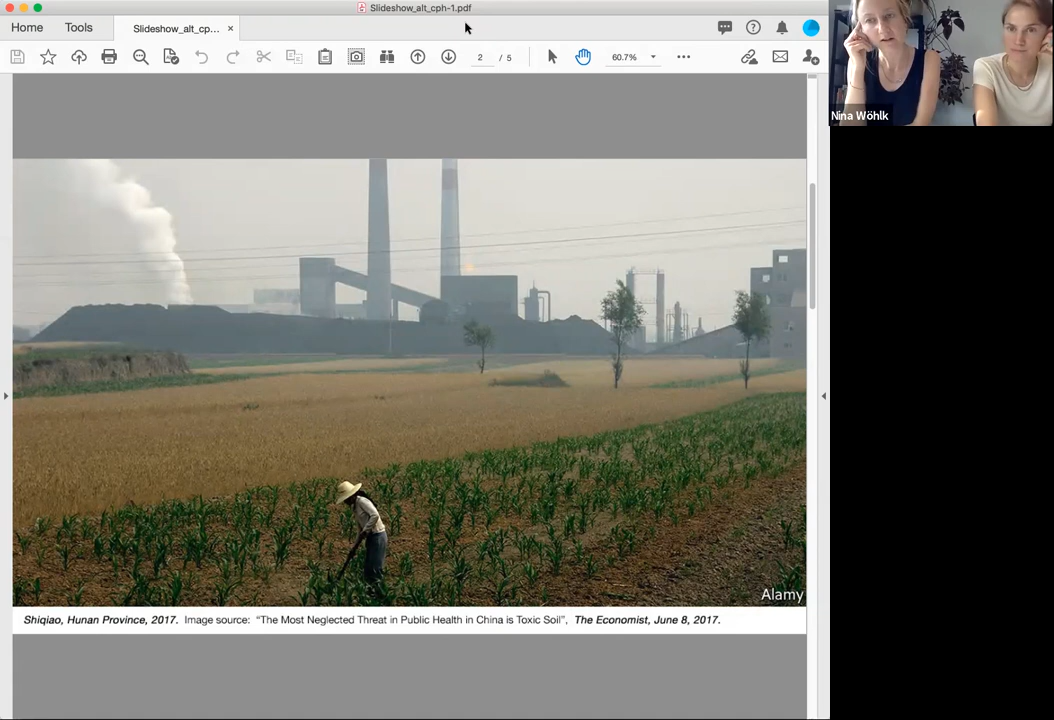 Slideshow_alt_cph-1.pdf
Home Tools Slideshow_alt_cp... ×
2 / 5 60.7%
Nina Wöhlk
Alamy
Shiqiao, Hunan Province, 2017. Image source: “The Most Neglected Threat in Public Health in China is Toxic Soil”, The Economist, June 8, 2017.